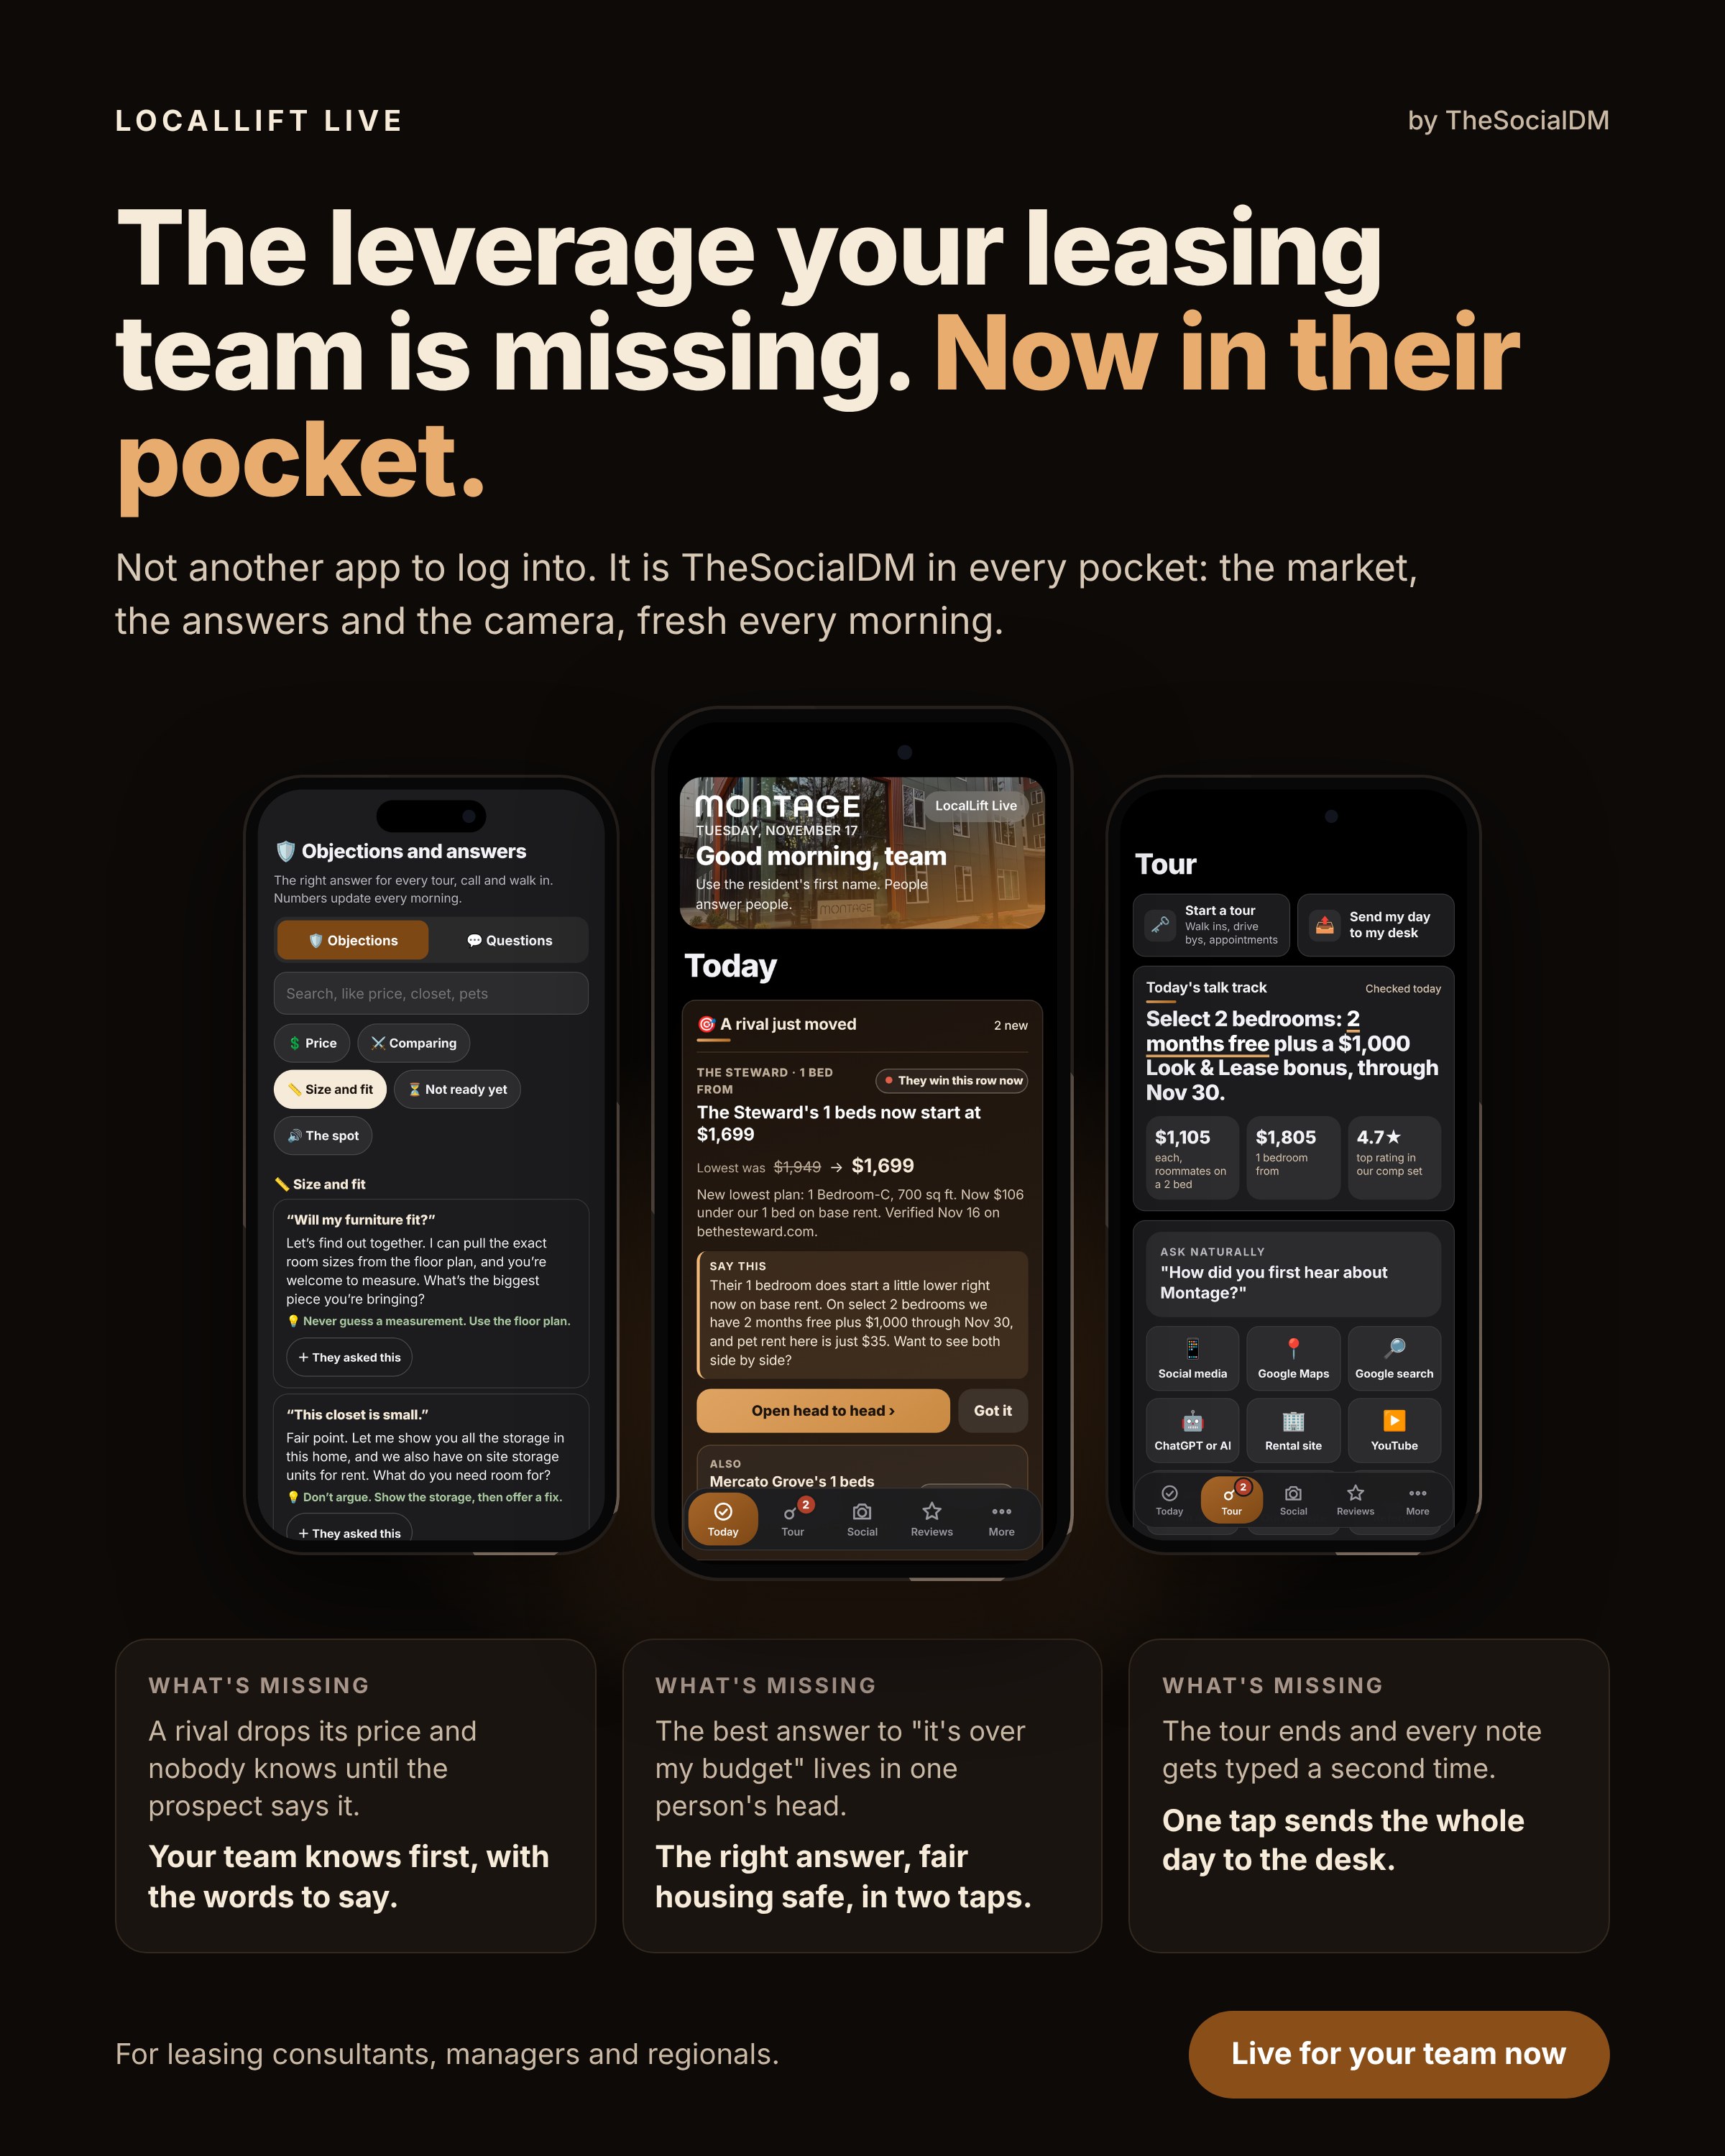 LOCALLIFT LIVE
by TheSocialDM
The leverage your leasing
team is missing. Now in their
pocket.
Not another app to log into. It is TheSocialDM in every pocket: the market,
the answers and the camera, fresh every morning.
🛡️ Objections and answers
The right answer for every tour, call and walk in.
Numbers update every morning.
🛡️ Objections
💬 Questions
Search, like price, closet, pets
💲 Price
⚔️ Comparing
📏 Size and fit
⏳ Not ready yet
🔊 The spot
📏 Size and fit
“Will my furniture fit?”
Let’s find out together. I can pull the exact
room sizes from the floor plan, and you’re
welcome to measure. What’s the biggest
piece you’re bringing?
💡 Never guess a measurement. Use the floor plan.
+ They asked this
“This closet is small.”
Fair point. Let me show you all the storage in
this home, and we also have on site storage
units for rent. What do you need room for?
💡 Don’t argue. Show the storage, then offer a fix.
+ They asked this
MONTAGE
LocalLift Live
TUESDAY, NOVEMBER 17
Good morning, team
Use the resident's first name. People
answer people.
MONTAGE
Today
🎯 A rival just moved
2 new
THE STEWARD · 1 BED
FROM
They win this row now
The Steward's 1 beds now start at
$1,699
Lowest was $1,949 → $1,699
New lowest plan: 1 Bedroom-C, 700 sq ft. Now $106
under our 1 bed on base rent. Verified Nov 16 on
bethesteward.com.
SAY THIS
Their 1 bedroom does start a little lower right
now on base rent. On select 2 bedrooms we
have 2 months free plus $1,000 through Nov 30,
and pet rent here is just $35. Want to see both
side by side?
Open head to head ›
Got it
ALSO
Mercato Grove's 1 beds
Today
2
Tour
Social
Reviews
More
Tour
Start a tour
Walk ins, drive
bys, appointments
Send my day
to my desk
Today's talk track
Checked today
Select 2 bedrooms: 2
months free plus a $1,000
Look & Lease bonus, through
Nov 30.
$1,105
each,
roommates on
a 2 bed
$1,805
1 bedroom
from
4.7★
top rating in
our comp set
ASK NATURALLY
"How did you first hear about
Montage?"
Social media
Google Maps
Google search
ChatGPT or AI
Rental site
YouTube
Today
2
Tour
Social
Reviews
More
WHAT'S MISSING
A rival drops its price and
nobody knows until the
prospect says it.
Your team knows first, with
the words to say.
WHAT'S MISSING
The best answer to "it's over
my budget" lives in one
person's head.
The right answer, fair
housing safe, in two taps.
WHAT'S MISSING
The tour ends and every note
gets typed a second time.
One tap sends the whole
day to the desk.
For leasing consultants, managers and regionals.
Live for your team now